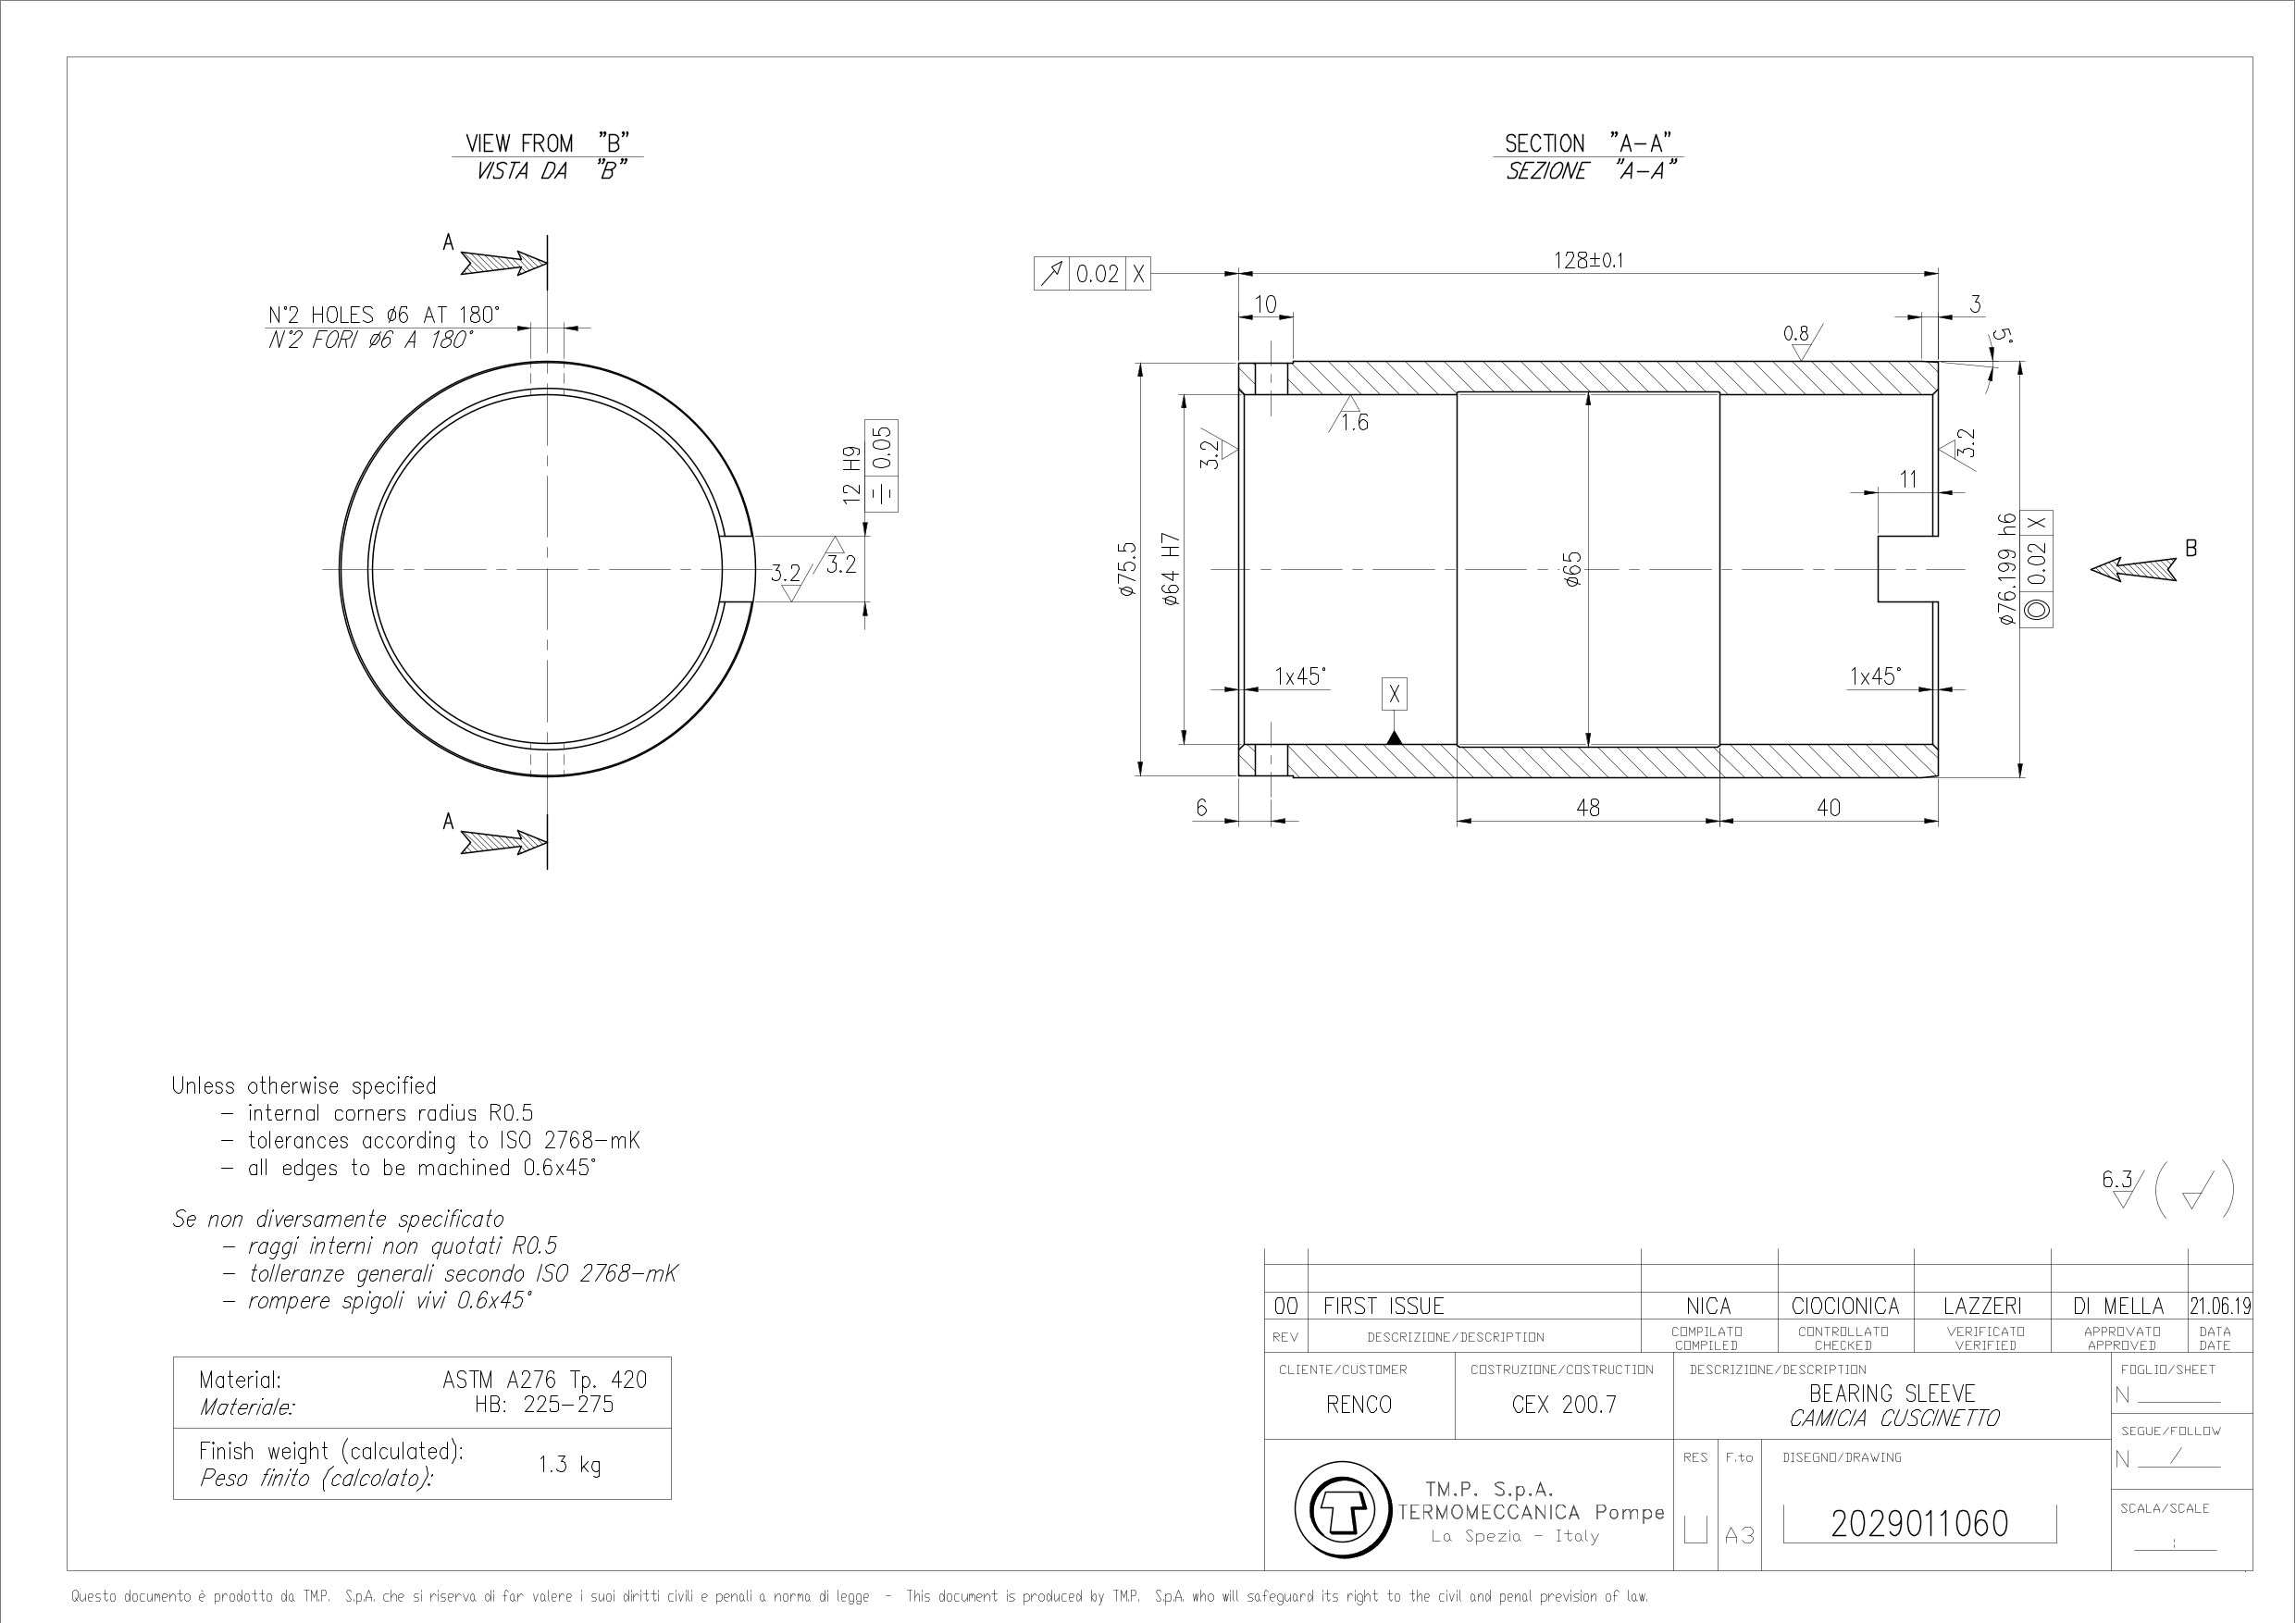 VIEW FROM "B"
VISTA DA "B"
SECTION "A-A"
SEZIONE "A-A"
A
N°2 HOLES ø6 AT 180°
N°2 FORI ø6 A 180°
12 H9
0.05
3.2
3.2
A
0.02 X
128±0.1
10
3
5°
0.8
1.6
3.2
3.2
11
ø75.5
ø64 H7
ø65
ø76.199 h6
0.02 X
B
1x45°
X
1x45°
6
48
40
Unless otherwise specified
- internal corners radius R0.5
- tolerances according to ISO 2768-mK
- all edges to be machined 0.6x45°
Se non diversamente specificato
- raggi interni non quotati R0.5
- tolleranze generali secondo ISO 2768-mK
- rompere spigoli vivi 0.6x45°
Material: ASTM A276 Tp. 420
Materiale: HB: 225-275
Finish weight (calculated): 1.3 kg
Peso finito (calcolato):
6.3
00 FIRST ISSUE NICA CIOCIONICA LAZZERI DI MELLA 21.06.19
REV DESCRIZIONE/DESCRIPTION COMPILATO CONTROLLATO VERIFICATO APPROVATO DATA
COMPILED CHECKED VERIFIED APPROVED DATE
CLIENTE/CUSTOMER COSTRUZIONE/COSTRUCTION DESCRIZIONE/DESCRIPTION FOGLIO/SHEET
RENCO CEX 200.7 BEARING SLEEVE N
CAMICIA CUSCINETTO
SEGUE/FOLLOW
N /
RES F.to DISEGNO/DRAWING
T
TM.P. S.p.A.
TERMOMECCANICA Pompe
La Spezia - Italy
A3
2029011060
SCALA/SCALE
:
Questo documento è prodotto da TM.P. S.p.A. che si riserva di far valere i suoi diritti civili e penali a norma di legge - This document is produced by TM.P. S.p.A. who will safeguard its right to the civil and penal prevision of law.